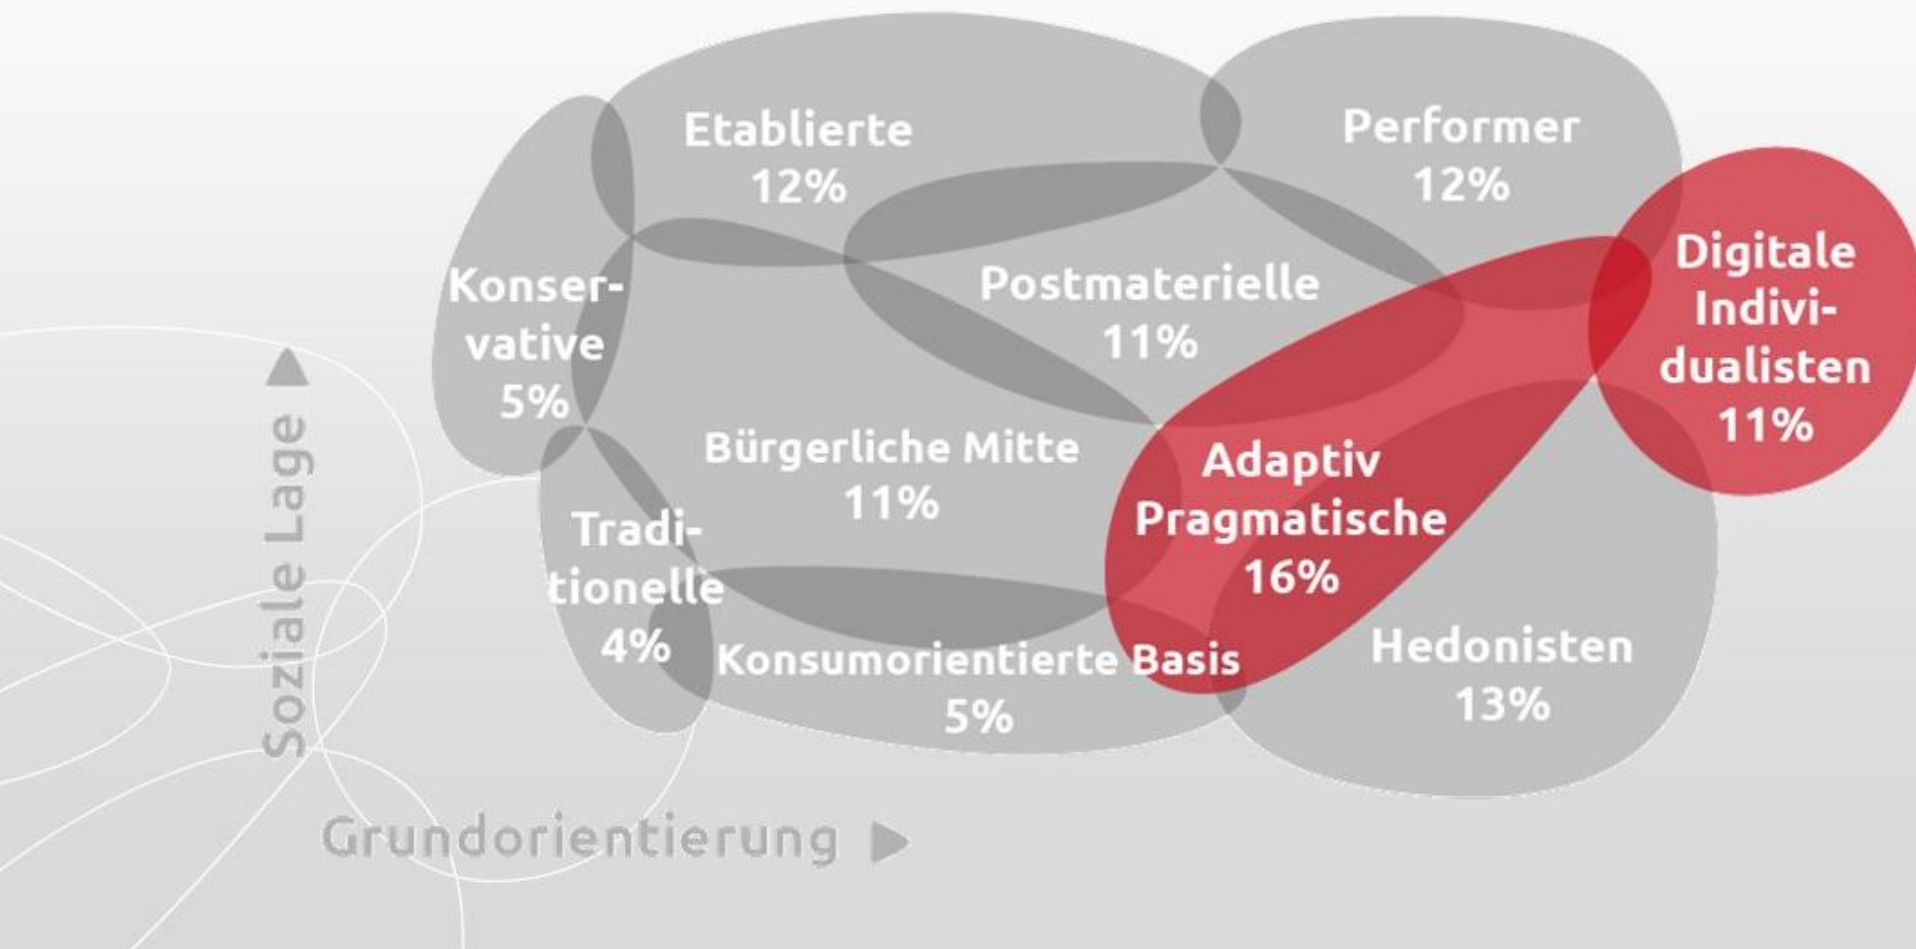 Etablierte
12%
Performer
12%
Digitale
Indivi-
dualisten
11%
Konser-
vative
5%
Postmaterielle
11%
Bürgerliche Mitte
11%
Adaptiv
Pragmatische
16%
Tradi-
tionelle
4%
Konsumorientierte Basis
5%
Hedonisten
13%
Soziale Lage
Grundorientierung